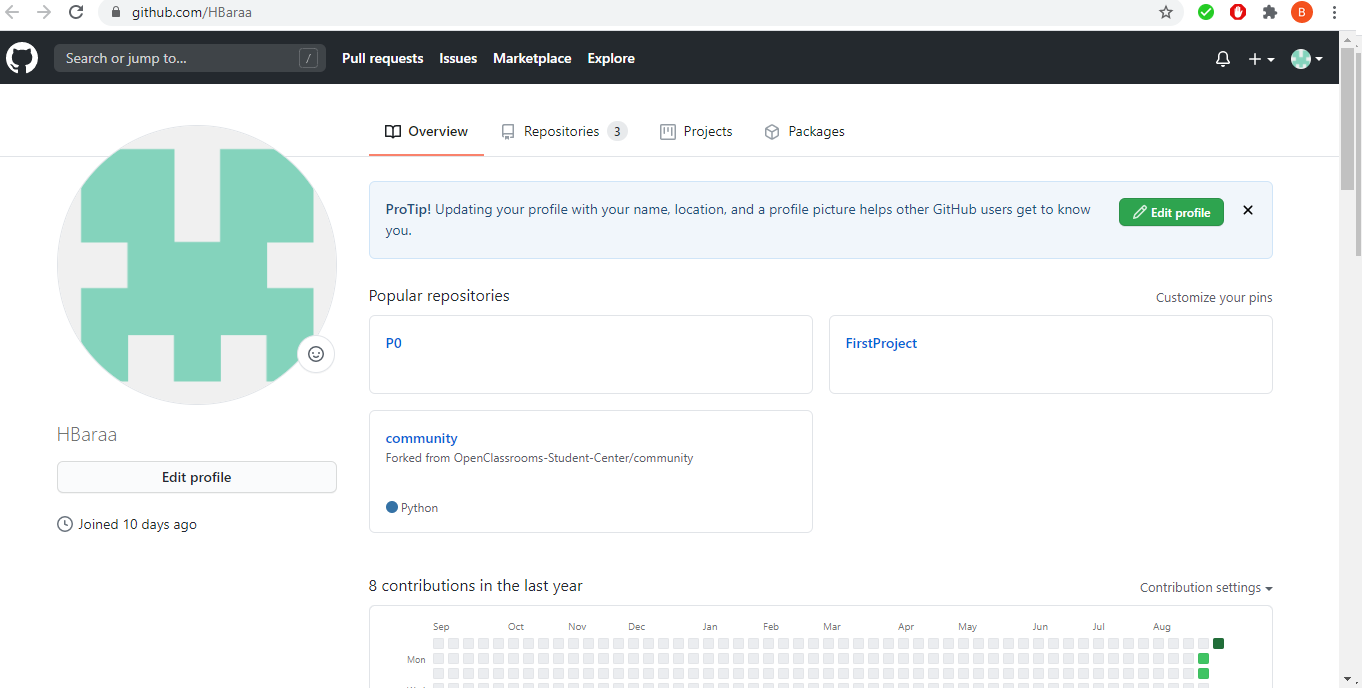 github.com/HBaraa
B
Search or jump to... /
Pull requests Issues Marketplace Explore
Overview Repositories 3 Projects Packages
ProTip! Updating your profile with your name, location, and a profile picture helps other GitHub users get to know
you.
Edit profile
Popular repositories
Customize your pins
P0
FirstProject
community
Forked from OpenClassrooms-Student-Center/community
Python
HBaraa
Edit profile
Joined 10 days ago
8 contributions in the last year
Contribution settings
Sep Oct Nov Dec Jan Feb Mar Apr May Jun Jul Aug
Mon